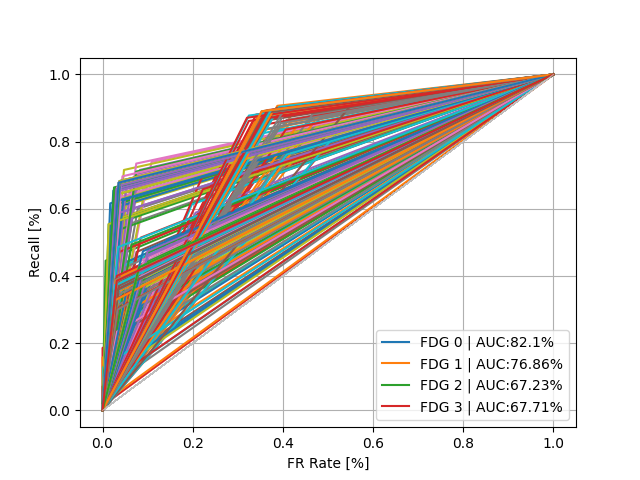 1.0
0.8
0.6
0.4
0.2
0.0
Recall [%]
FDG 0 | AUC:82.1%
FDG 1 | AUC:76.86%
FDG 2 | AUC:67.23%
FDG 3 | AUC:67.71%
0.0 0.2 0.4 0.6 0.8 1.0
FR Rate [%]